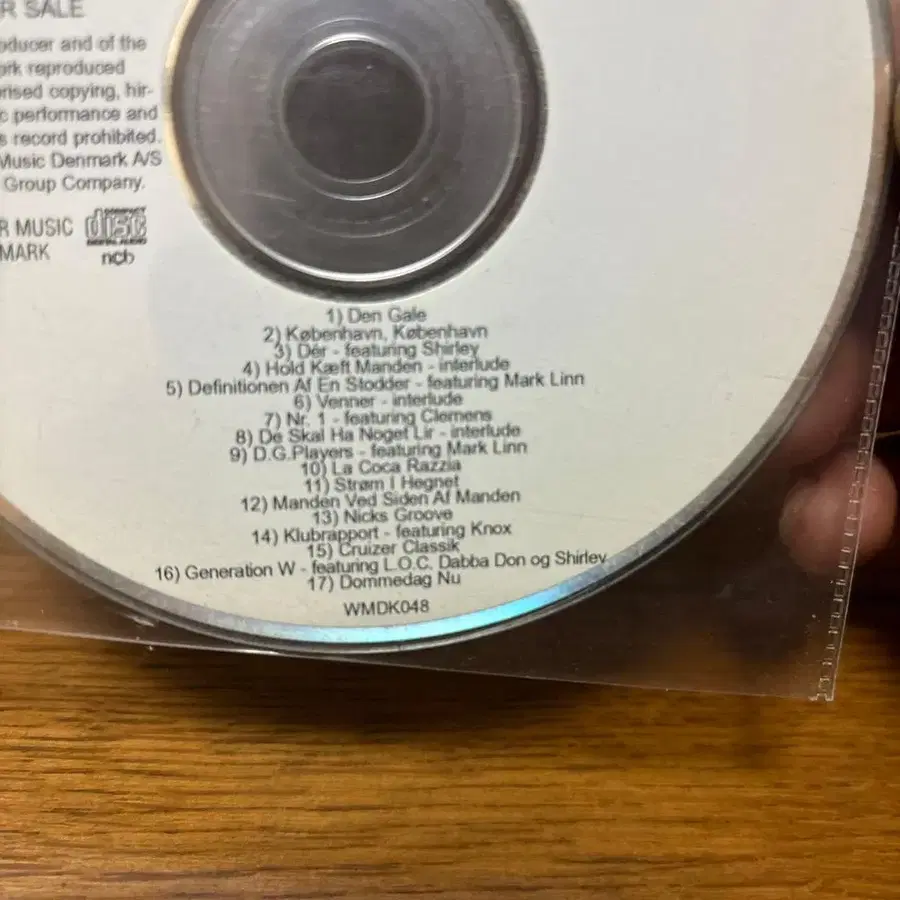 R SALE
oducer and of the
ork reproduced
rised copying, hir-
c performance and
s record prohibited.
Music Denmark A/S
Group Company.
R MUSIC
MARK
COMPACT
disc
DIGITAL AUDIO
ncb
1) Den Gale
2) København, København
3) Dér - featuring Shirley
4) Hold Kæft Manden - interlude
5) Definitionen Af En Stodder - featuring Mark Linn
6) Venner - interlude
7) Nr. 1 - featuring Clemens
8) De Skal Ha Noget Lir - interlude
9) D.G.Players - featuring Mark Linn
10) La Coca Razzia
11) Strøm I Hegnet
12) Manden Ved Siden Af Manden
13) Nicks Groove
14) Klubrapport - featuring Knox
15) Cruizer Classik
16) Generation W - featuring L.O.C. Dabba Don og Shirley
17) Dommedag Nu
WMDK048